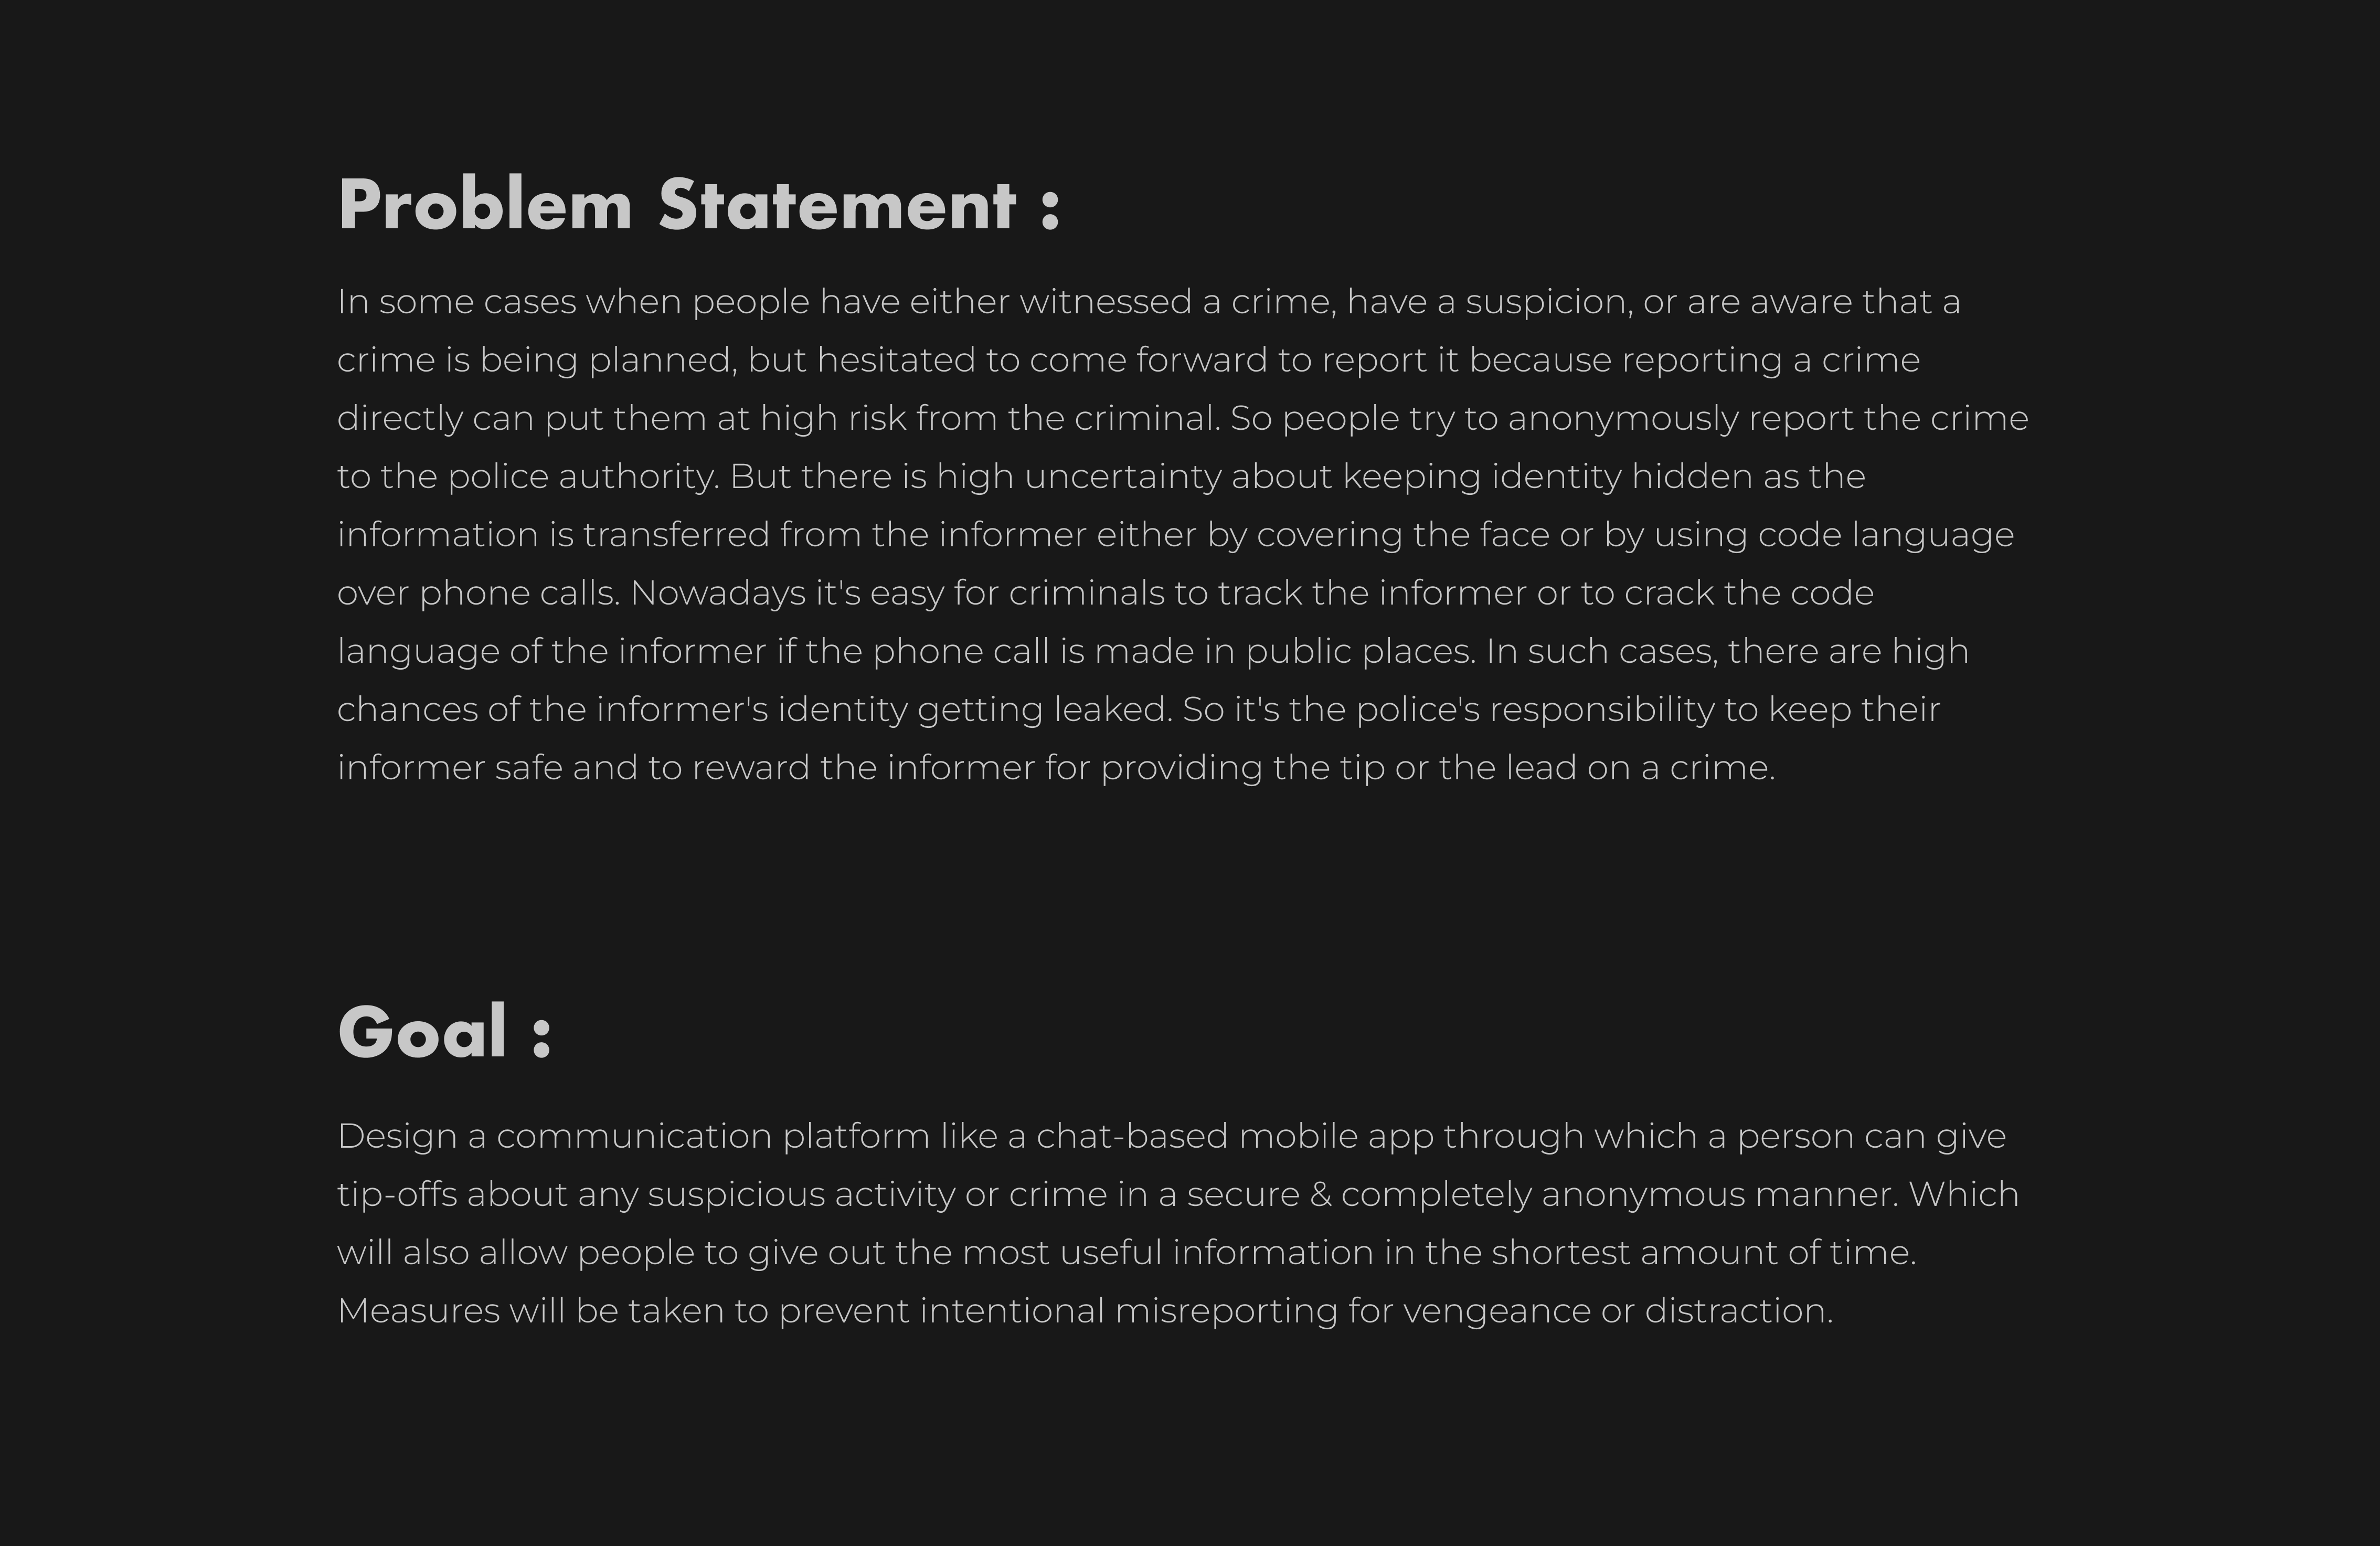 Problem Statement :
In some cases when people have either witnessed a crime, have a suspicion, or are aware that a
crime is being planned, but hesitated to come forward to report it because reporting a crime
directly can put them at high risk from the criminal. So people try to anonymously report the crime
to the police authority. But there is high uncertainty about keeping identity hidden as the
information is transferred from the informer either by covering the face or by using code language
over phone calls. Nowadays it's easy for criminals to track the informer or to crack the code
language of the informer if the phone call is made in public places. In such cases, there are high
chances of the informer's identity getting leaked. So it's the police's responsibility to keep their
informer safe and to reward the informer for providing the tip or the lead on a crime.
Goal :
Design a communication platform like a chat-based mobile app through which a person can give
tip-offs about any suspicious activity or crime in a secure & completely anonymous manner. Which
will also allow people to give out the most useful information in the shortest amount of time.
Measures will be taken to prevent intentional misreporting for vengeance or distraction.